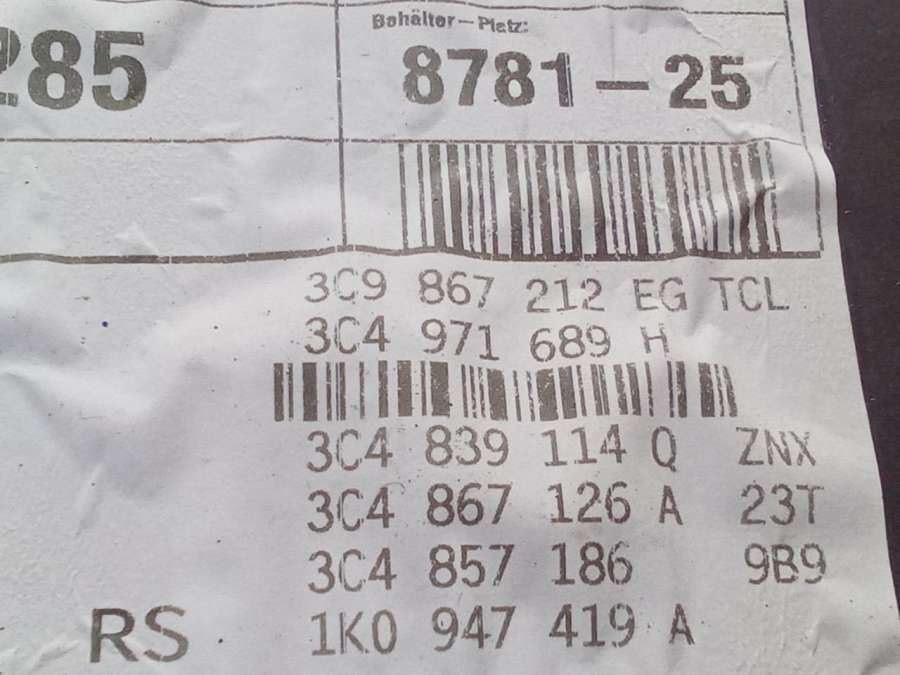 Behälter-Platz:
285
8781-25
3C9 867 212 EG TCL
3C4 971 689 H
3C4 839 114 Q ZNX
3C4 867 126 A 23T
3C4 857 186 9B9
RS 1K0 947 419 A